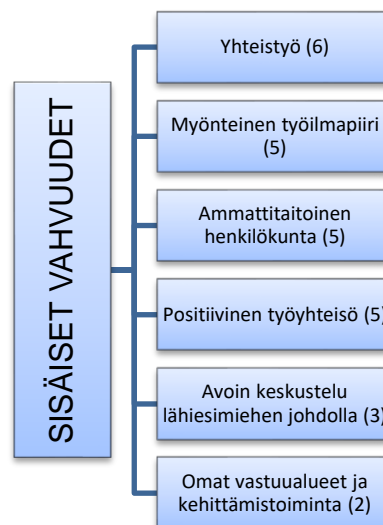 SISÄISET VAHVUUDET
Yhteistyö (6)
Myönteinen työilmapiiri
(5)
Ammattitaitoinen
henkilökunta (5)
Positiivinen työyhteisö (5)
Avoin keskustelu
lähiesimiehen johdolla (3)
Omat vastuualueet ja
kehittämistoiminta (2)